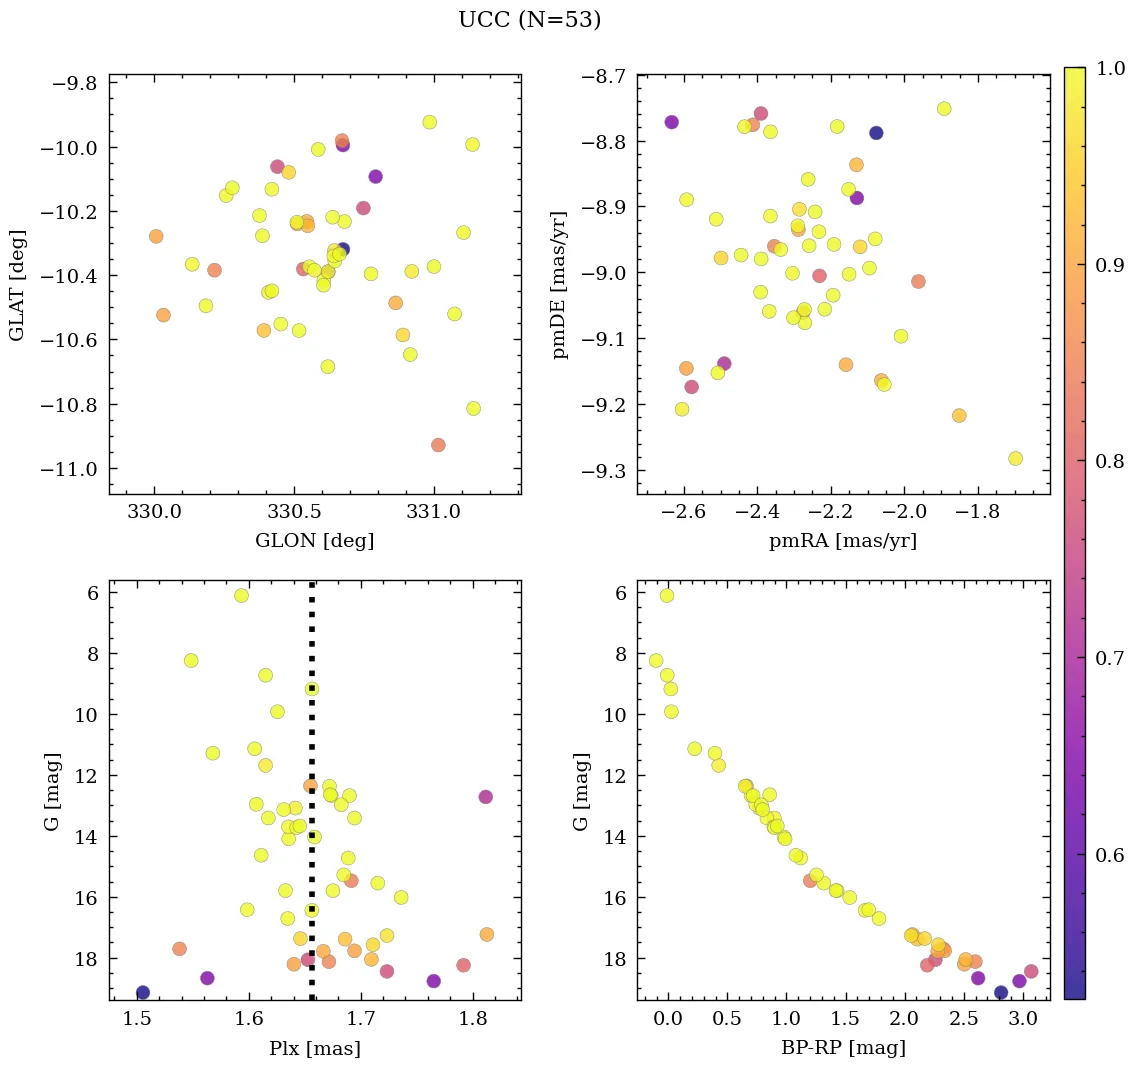 UCC (N=53)
−9.8
−10.0
−10.2
−10.4
−10.6
−10.8
−11.0
GLAT [deg]
330.0 330.5 331.0
GLON [deg]
−8.7
−8.8
−8.9
−9.0
−9.1
−9.2
−9.3
pmDE [mas/yr]
−2.6 −2.4 −2.2 −2.0 −1.8
pmRA [mas/yr]
6
8
10
12
14
16
18
G [mag]
1.5 1.6 1.7 1.8
Plx [mas]
6
8
10
12
14
16
18
G [mag]
0.0 0.5 1.0 1.5 2.0 2.5 3.0
BP-RP [mag]
1.0
0.9
0.8
0.7
0.6